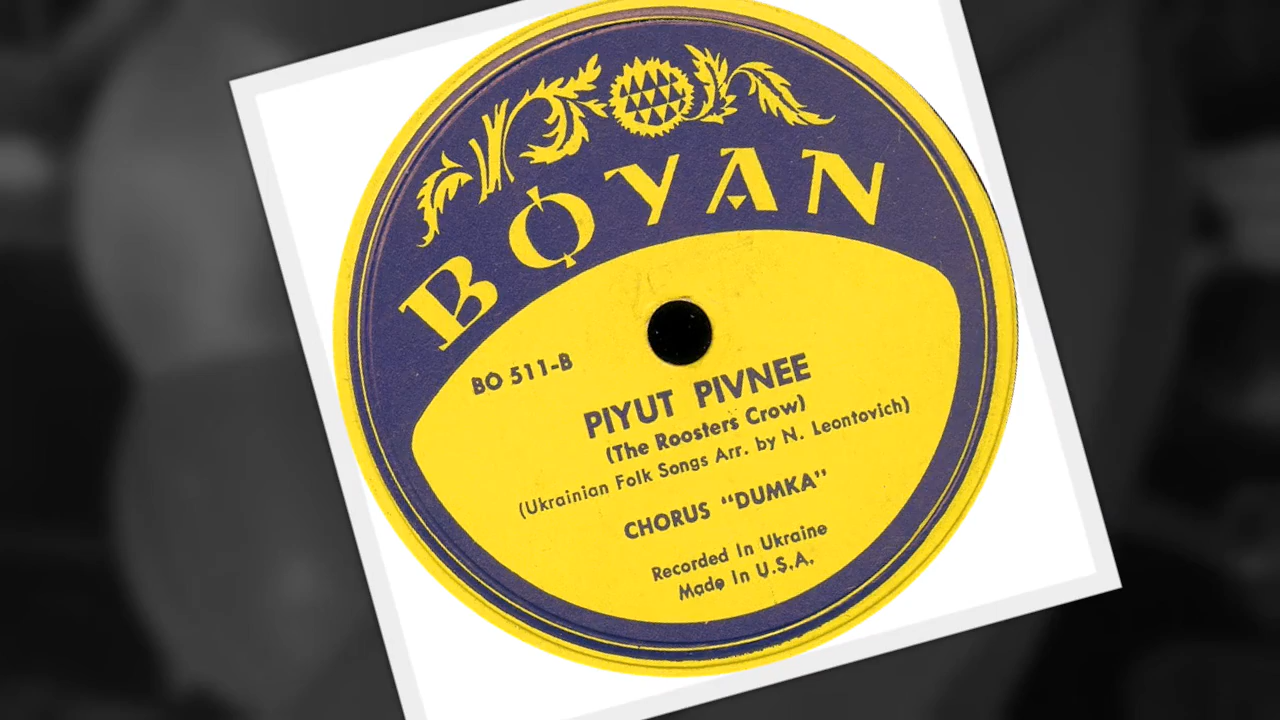 BOYAN
BO 511-B
PIYUT PIVNEE
(The Roosters Crow)
(Ukrainian Folk Songs Arr. by N. Leontovich)
CHORUS “DUMKA”
Recorded In Ukraine
Made In U.S.A.